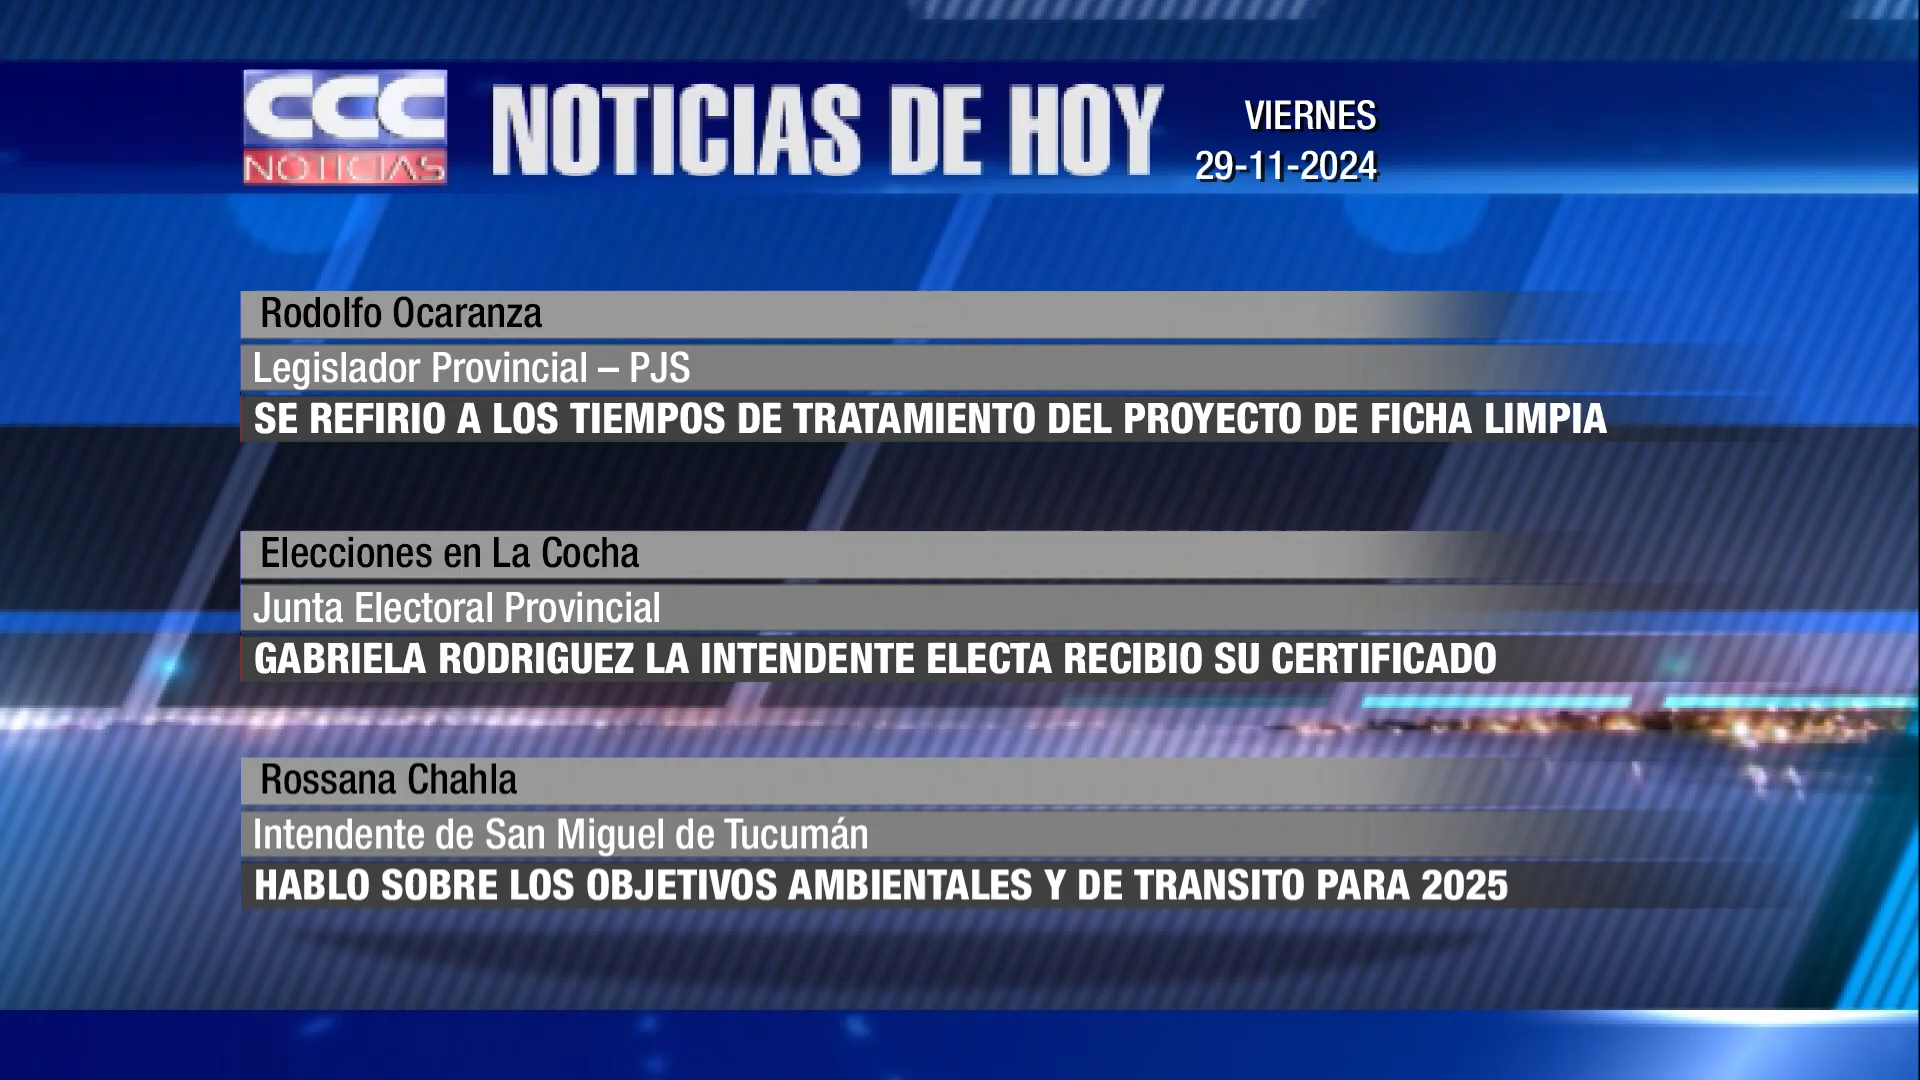 CCC
NOTICIAS
NOTICIAS DE HOY
VIERNES
29-11-2024
Rodolfo Ocaranza
Legislador Provincial – PJS
SE REFIRIO A LOS TIEMPOS DE TRATAMIENTO DEL PROYECTO DE FICHA LIMPIA
Elecciones en La Cocha
Junta Electoral Provincial
GABRIELA RODRIGUEZ LA INTENDENTE ELECTA RECIBIO SU CERTIFICADO
Rossana Chahla
Intendente de San Miguel de Tucumán
HABLO SOBRE LOS OBJETIVOS AMBIENTALES Y DE TRANSITO PARA 2025